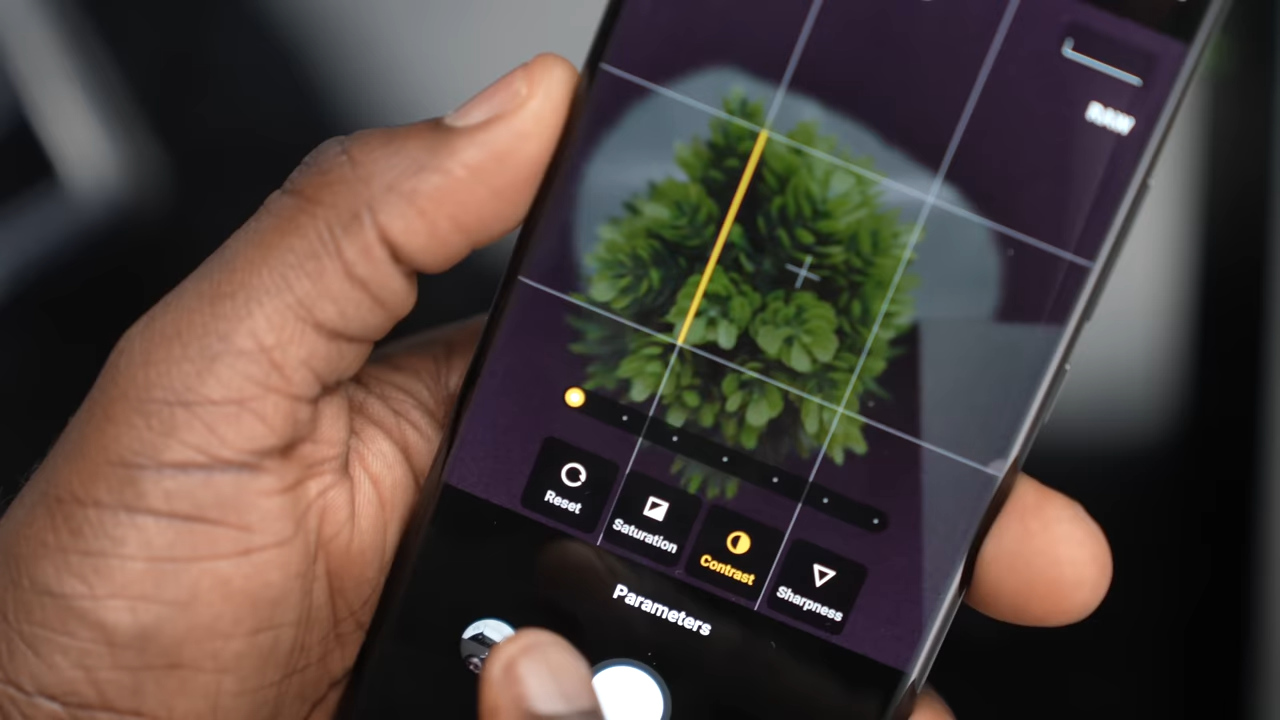 RAW
Reset
Saturation
Contrast
Sharpness
Parameters